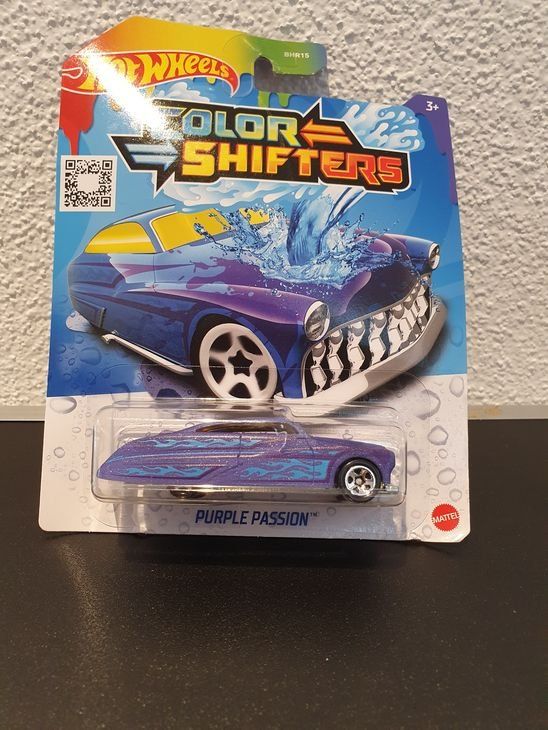 HOT WHEELS
BHR15
3+
COLOR
SHIFTERS
PURPLE PASSION™
MATTEL